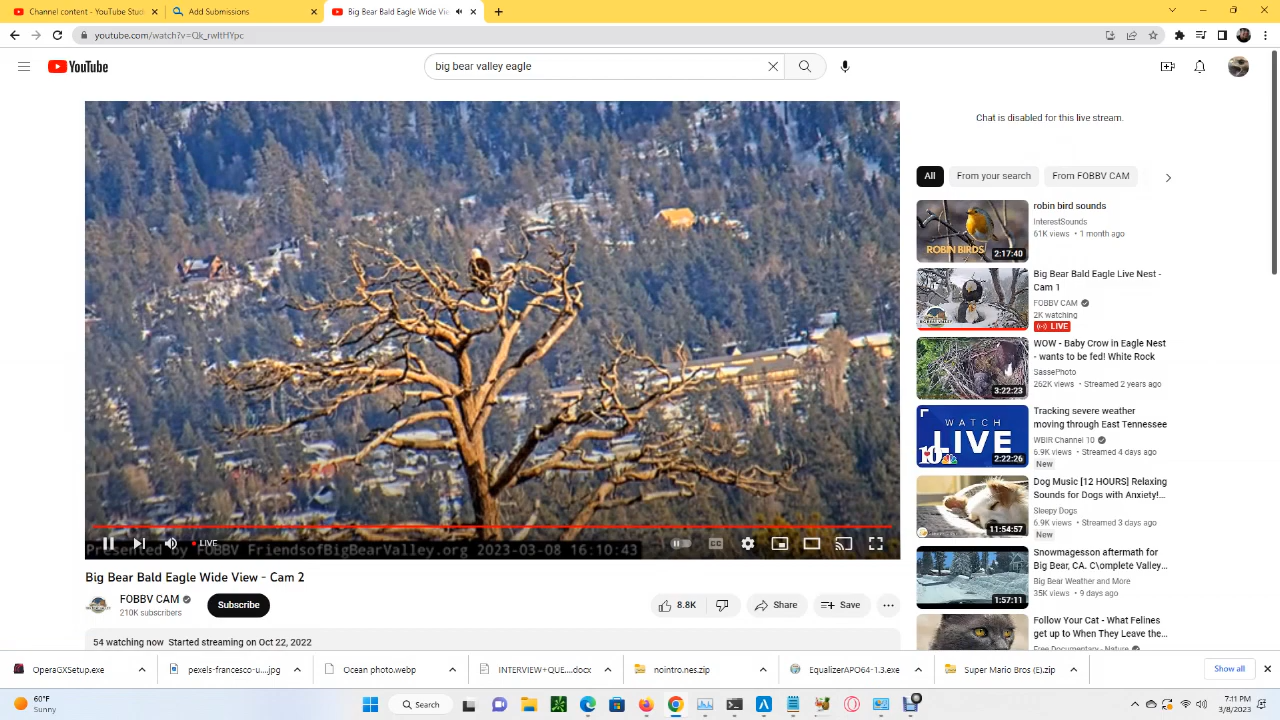 Channel content - YouTube Stud
Add Submissions
Big Bear Bald Eagle Wide Vi
youtube.com/watch?v=Qk_rwItHYpc
YouTube
big bear valley eagle
LIVE
Presented by FOBBV FriendsofBigBearValley.org 2023-03-08 16:10:43
Big Bear Bald Eagle Wide View - Cam 2
FOBBV CAM
210K subscribers
Subscribe
8.8K
Share
Save
54 watching now Started streaming on Oct 22, 2022
Chat is disabled for this live stream.
All
From your search
From FOBBV CAM
ROBIN BIRDS
2:17:40
robin bird sounds
InterestSounds
61K views • 1 month ago
Big Bear Bald Eagle Live Nest -
Cam 1
FOBBV CAM
2K watching
LIVE
3:22:23
WOW - Baby Crow in Eagle Nest
- wants to be fed! White Rock
SassePhoto
262K views • Streamed 2 years ago
WATCH
LIVE
10
2:22:26
Tracking severe weather
moving through East Tennessee
WBIR Channel 10
6.9K views • Streamed 4 days ago
New
11:54:57
Dog Music [12 HOURS] Relaxing
Sounds for Dogs with Anxiety!...
Sleepy Dogs
6.9K views • Streamed 3 days ago
New
1:57:11
Snowmagesson aftermath for
Big Bear, CA. C\omplete Valley...
Big Bear Weather and More
35K views • 9 days ago
Follow Your Cat - What Felines
get up to When They Leave the...
Free Documentary - Nature
OperaGXSetup.exe
pexels-francesco-u....jpg
Ocean photo.webp
INTERVIEW+OUE....docx
nointro.nes.zip
EqualizerAPO64-1.3.exe
Super Mario Bros (E).zip
Show all
60°F
Sunny
Search
7:11 PM
3/8/2023